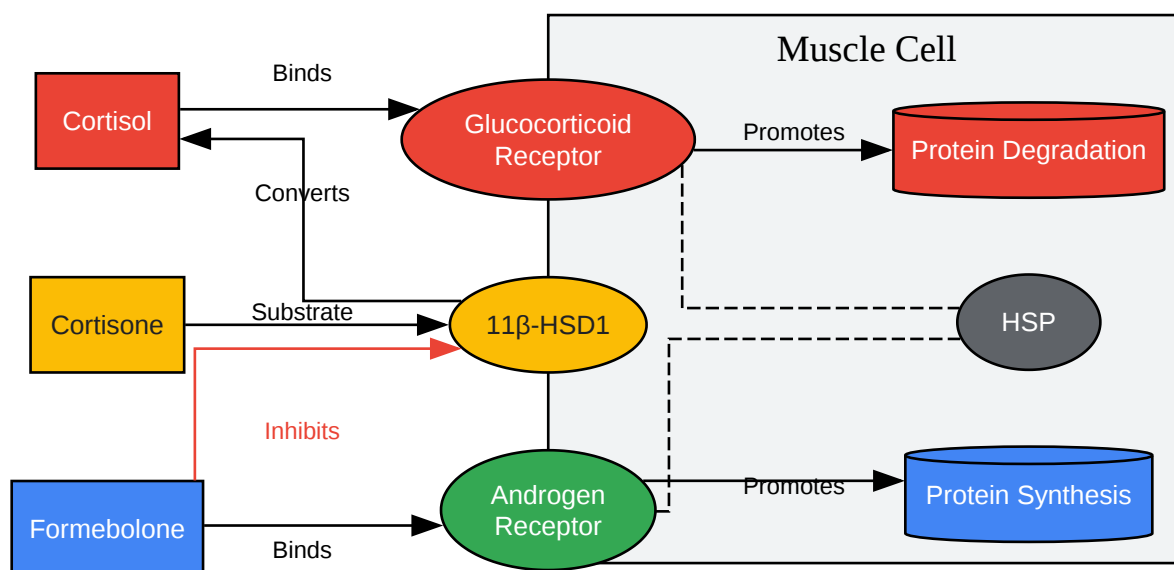 Muscle Cell
Binds
Cortisol
Glucocorticoid
Receptor
Promotes
Protein Degradation
Converts
Cortisone
Substrate
11β-HSD1
HSP
Inhibits
Formebolone
Binds
Androgen
Receptor
Promotes
Protein Synthesis